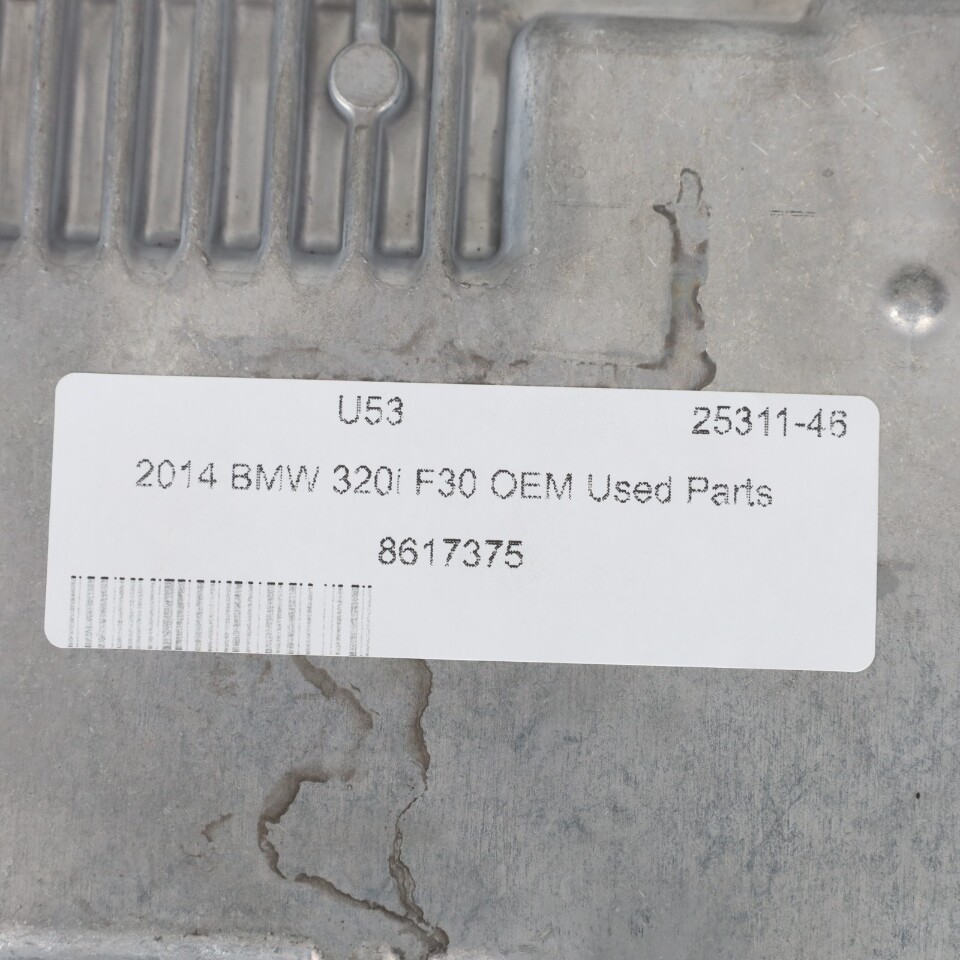 U53 25311-46
2014 BMW 320i F30 OEM Used Parts
8617375